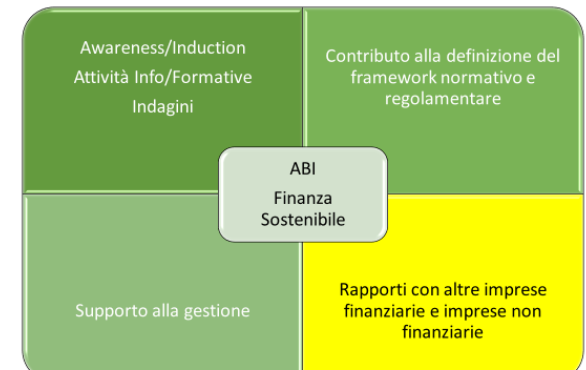 Awareness/Induction
Attività Info/Formative
Indagini
Contributo alla definizione del
framework normativo e
regolamentare
ABI
Finanza
Sostenibile
Supporto alla gestione
Rapporti con altre imprese
finanziarie e imprese non
finanziarie